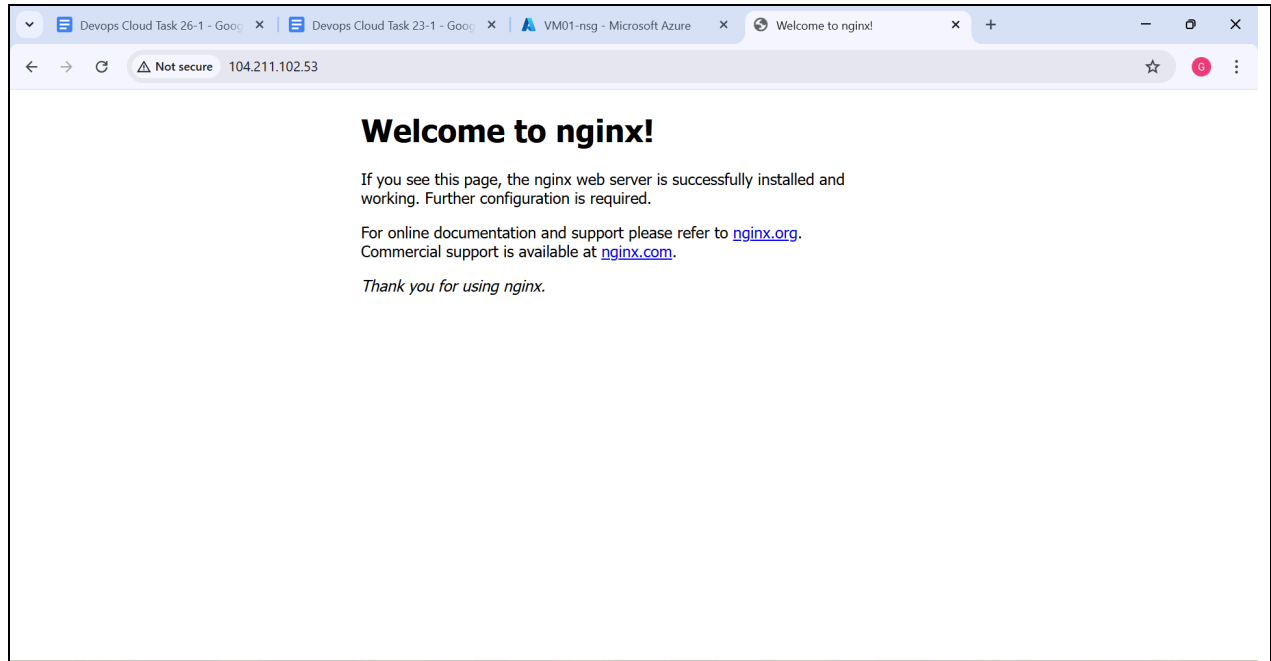 Devops Cloud Task 26-1 - Goog
Devops Cloud Task 23-1 - Goog
VM01-nsg - Microsoft Azure
Welcome to nginx!
Not secure
104.211.102.53
G
Welcome to nginx!
If you see this page, the nginx web server is successfully installed and
working. Further configuration is required.
For online documentation and support please refer to nginx.org.
Commercial support is available at nginx.com.
Thank you for using nginx.